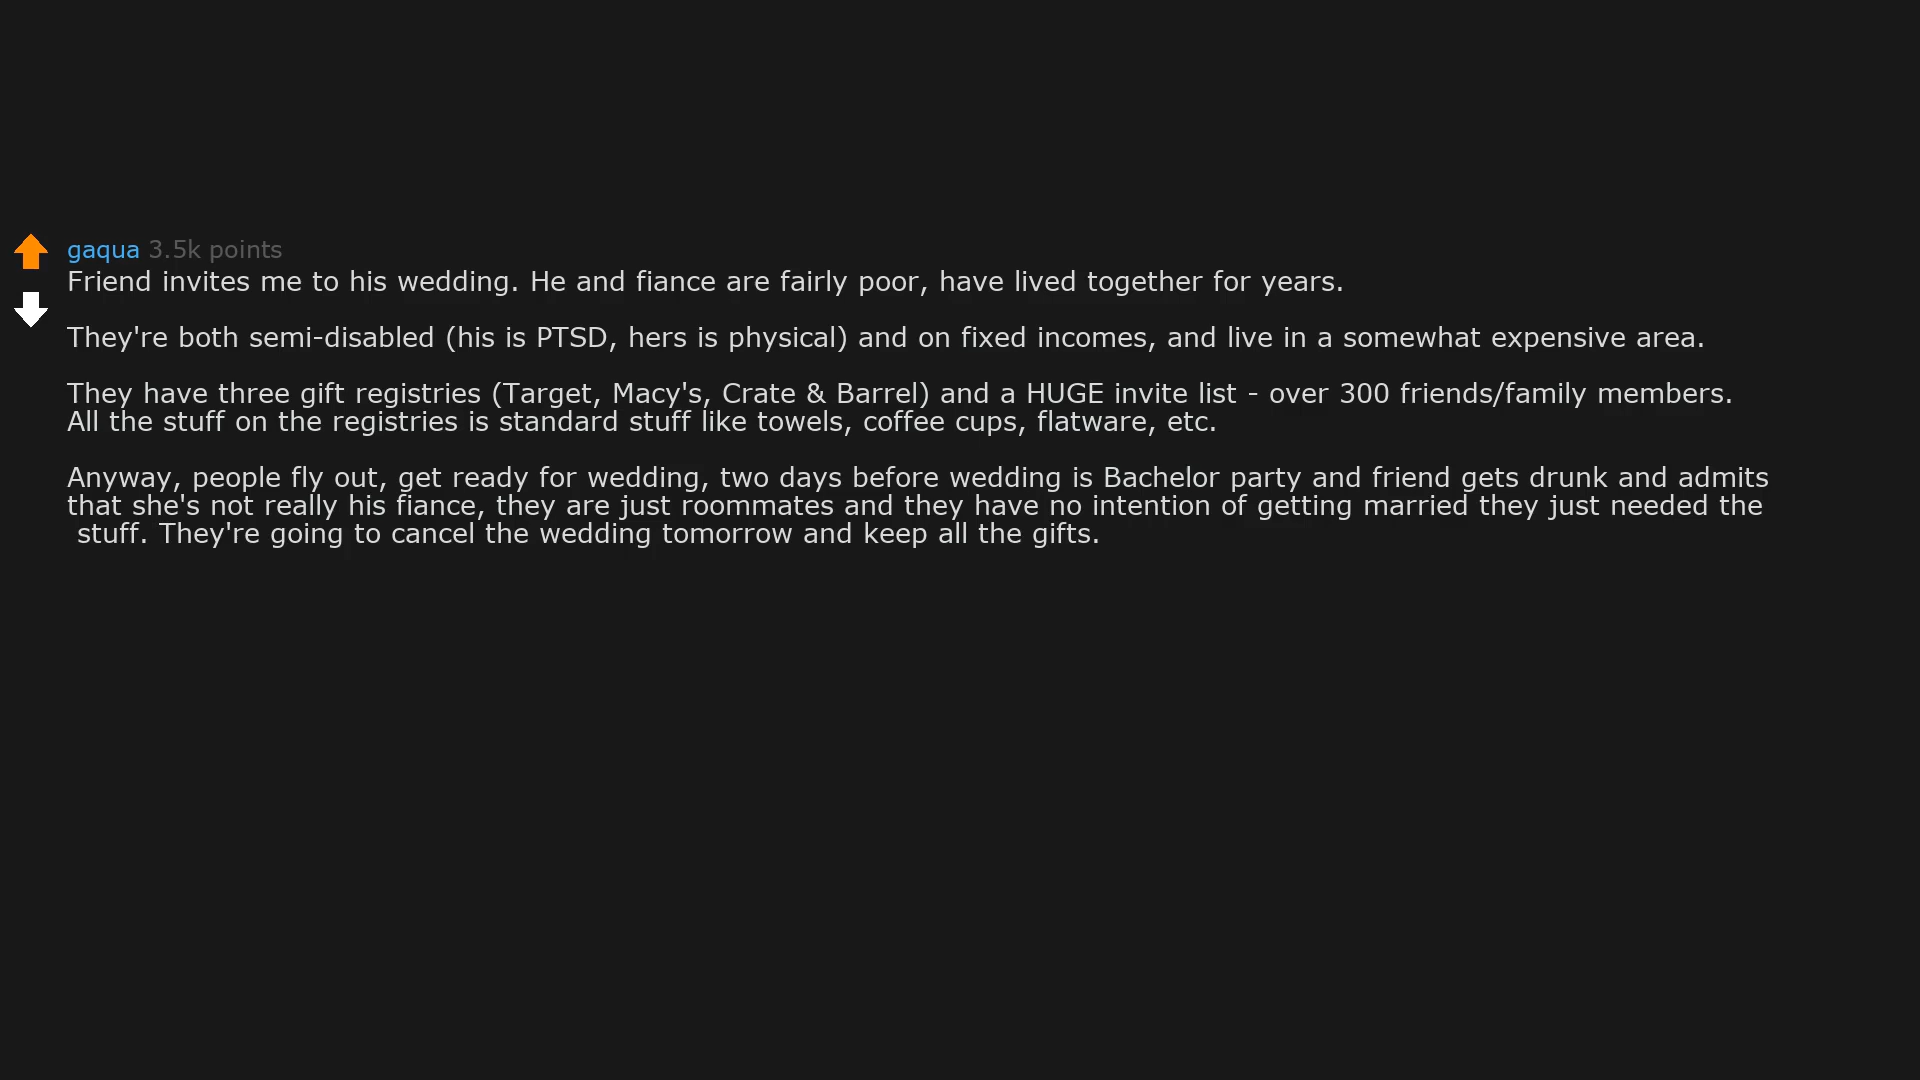 gaqua 3.5k points
Friend invites me to his wedding. He and fiance are fairly poor, have lived together for years.
They're both semi-disabled (his is PTSD, hers is physical) and on fixed incomes, and live in a somewhat expensive area.
They have three gift registries (Target, Macy's, Crate & Barrel) and a HUGE invite list - over 300 friends/family members.
All the stuff on the registries is standard stuff like towels, coffee cups, flatware, etc.
Anyway, people fly out, get ready for wedding, two days before wedding is Bachelor party and friend gets drunk and admits
that she's not really his fiance, they are just roommates and they have no intention of getting married they just needed the
stuff. They're going to cancel the wedding tomorrow and keep all the gifts.